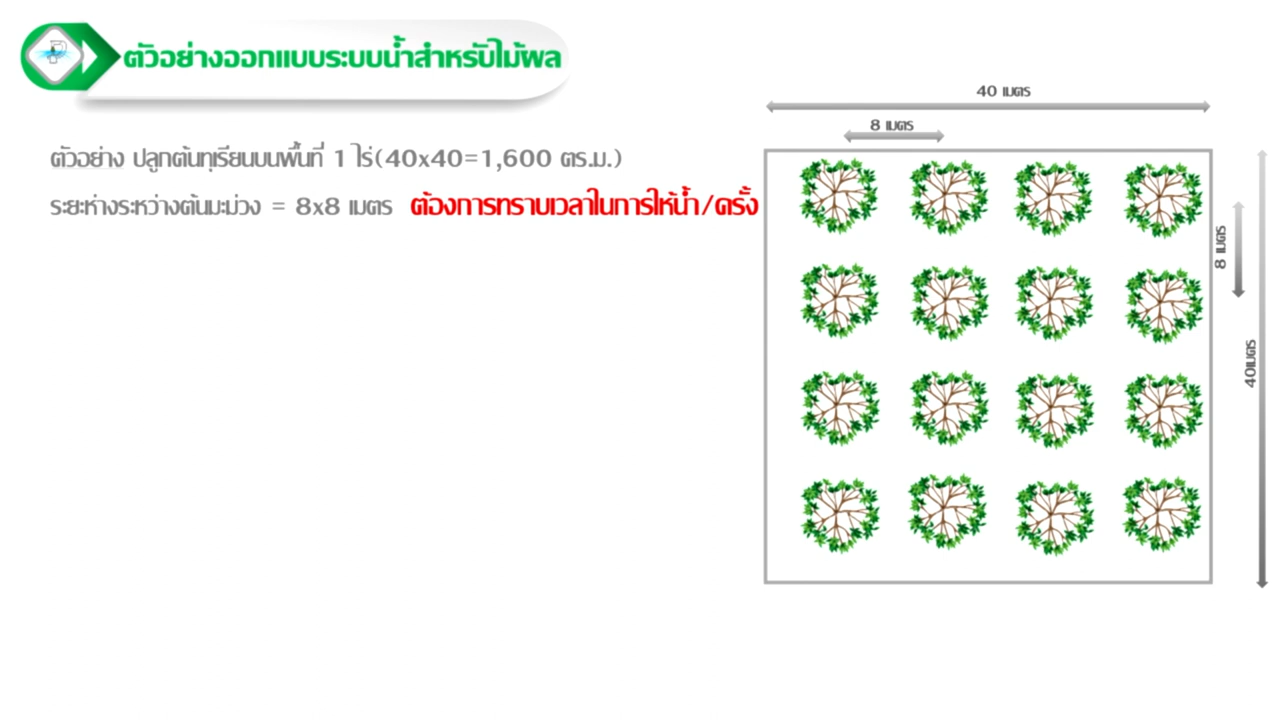 ตัวอย่างออกแบบระบบน้ำสำหรับไม้ผล
40 เมตร
8 เมตร
ตัวอย่าง ปลูกต้นทุเรียนบนพื้นที่ 1 ไร่(40x40=1,600 ตร.ม.)
ระยะห่างระหว่างต้นมะม่วง = 8x8 เมตร ต้องการทราบเวลาในการให้น้ำ/ครั้ง
8 เมตร
40เมตร